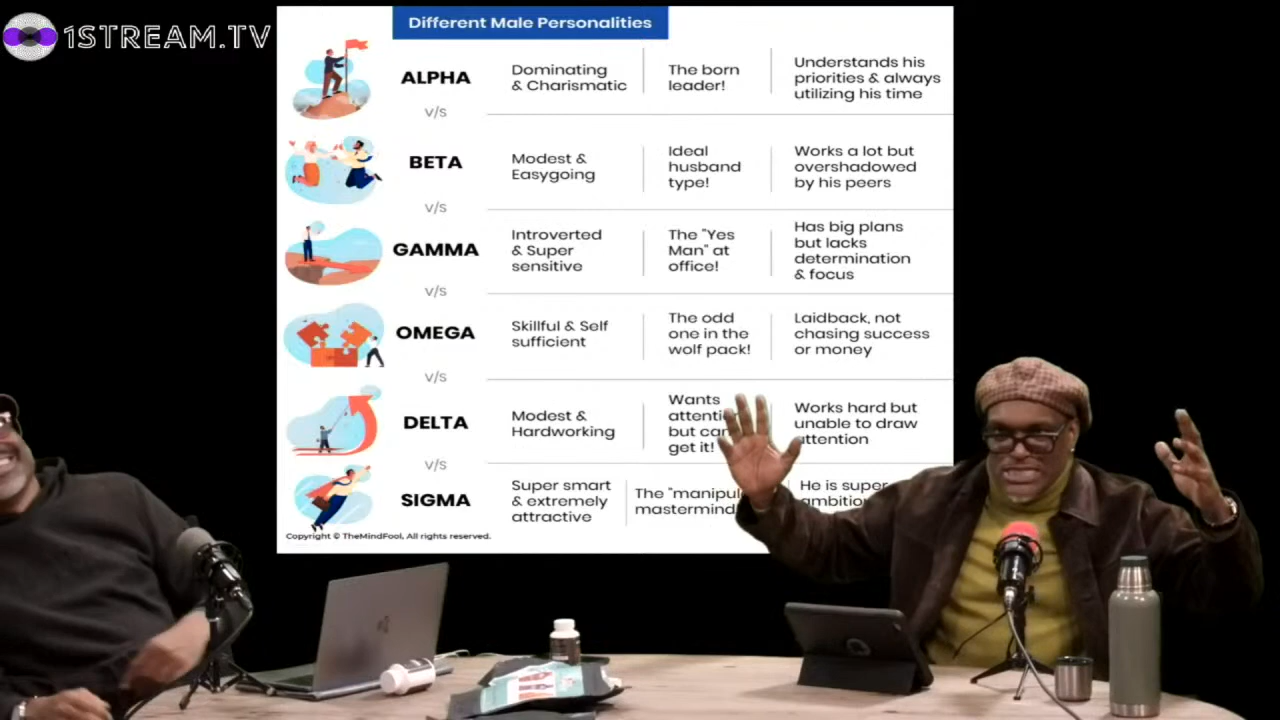 1STREAM.TV
Different Male Personalities
ALPHA
Dominating
& Charismatic
The born
leader!
Understands his
priorities & always
utilizing his time
v/s
BETA
Modest &
Easygoing
Ideal
husband
type!
Works a lot but
overshadowed
by his peers
v/s
GAMMA
Introverted
& Super
sensitive
The "Yes
Man" at
office!
Has big plans
but lacks
determination
& focus
v/s
OMEGA
Skillful & Self
sufficient
The odd
one in the
wolf pack!
Laidback, not
chasing success
or money
v/s
DELTA
Modest &
Hardworking
Wants
but
get it!
Works hard but
unable to draw
attention
v/s
SIGMA
Super smart
& extremely
attractive
The
He is super
Copyright © TheMindFool, All rights reserved.